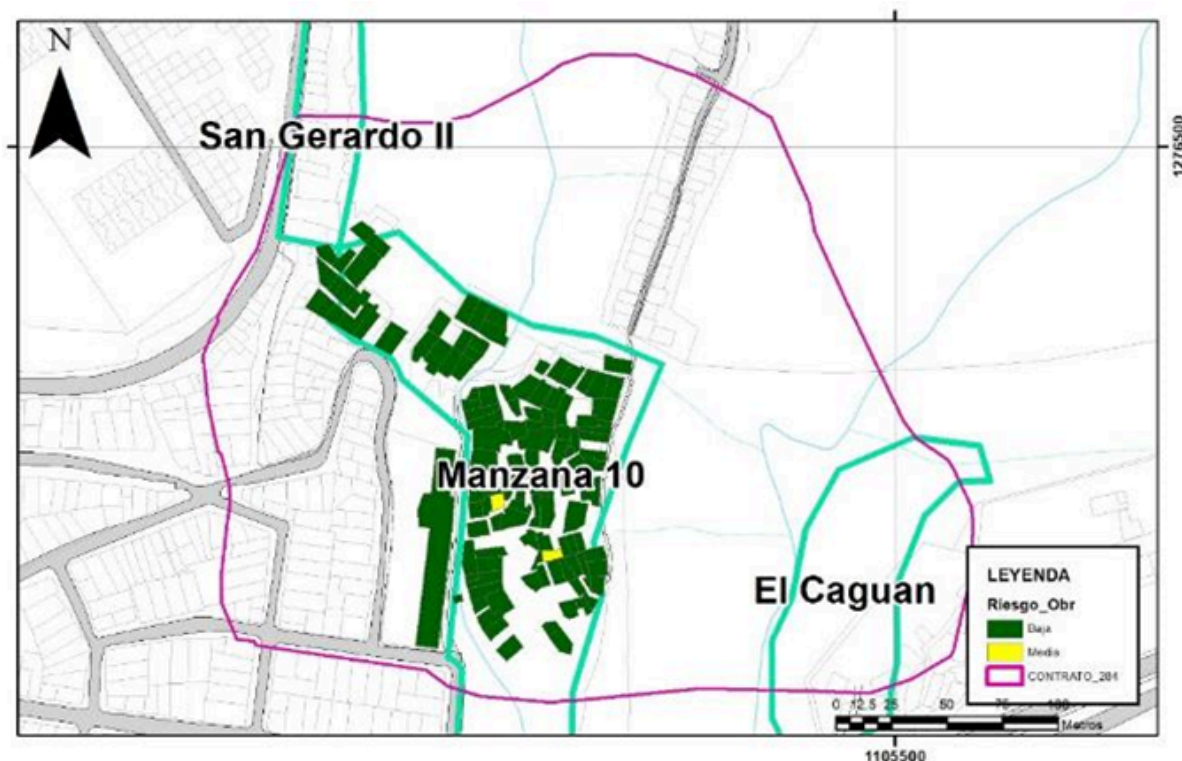 N
San Gerardo II
1276500
Manzana 10
El Caguan
LEYENDA
Riesgo_Obr
Baja
Media
CONTRATO_284
0 12.5 25 50 75 100
Metros
1105500